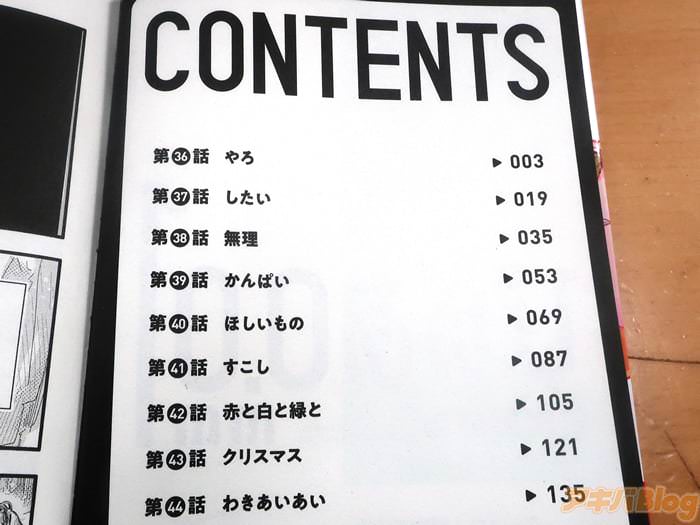 CONTENTS
第36話 やろ ▶ 003
第37話 したい ▶ 019
第38話 無理 ▶ 035
第39話 かんぱい ▶ 053
第40話 ほしいもの ▶ 069
第41話 すこし ▶ 087
第42話 赤と白と緑と ▶ 105
第43話 クリスマス ▶ 121
第44話 わきあいあい ▶ 135
アキバBlog